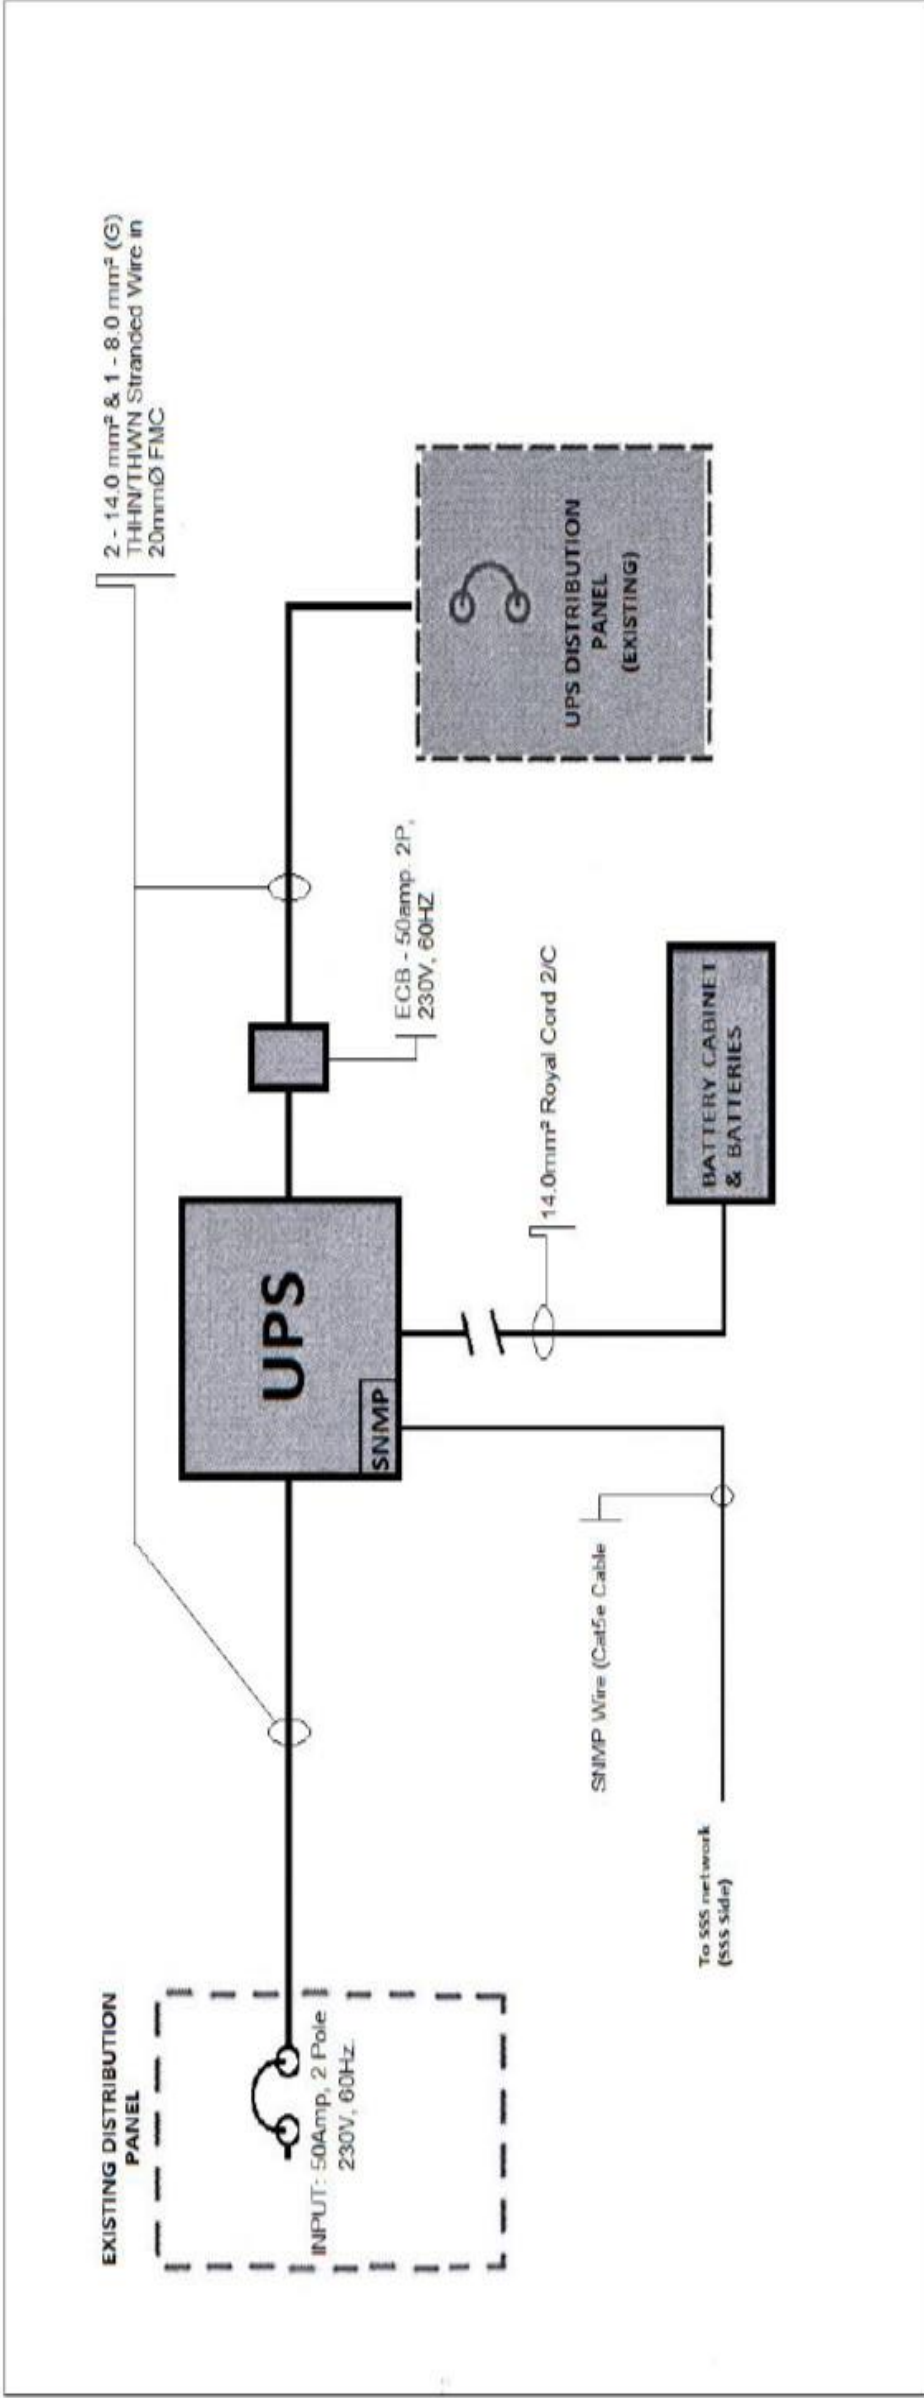 2 - 14.0 mm² & 1 - 8.0 mm² (G)
THHN/THWN Stranded Wire in
20mmØ FMC
EXISTING DISTRIBUTION
PANEL
INPUT: 50Amp, 2 Pole
230V, 60Hz.
UPS
SNMP
ECB - 50amp. 2P,
230V, 60HZ
UPS DISTRIBUTION
PANEL
(EXISTING)
14.0mm² Royal Cord 2/C
BATTERY CABINET
& BATTERIES
SNMP Wire (Cat5e Cable
To SSS network
(SSS Side)